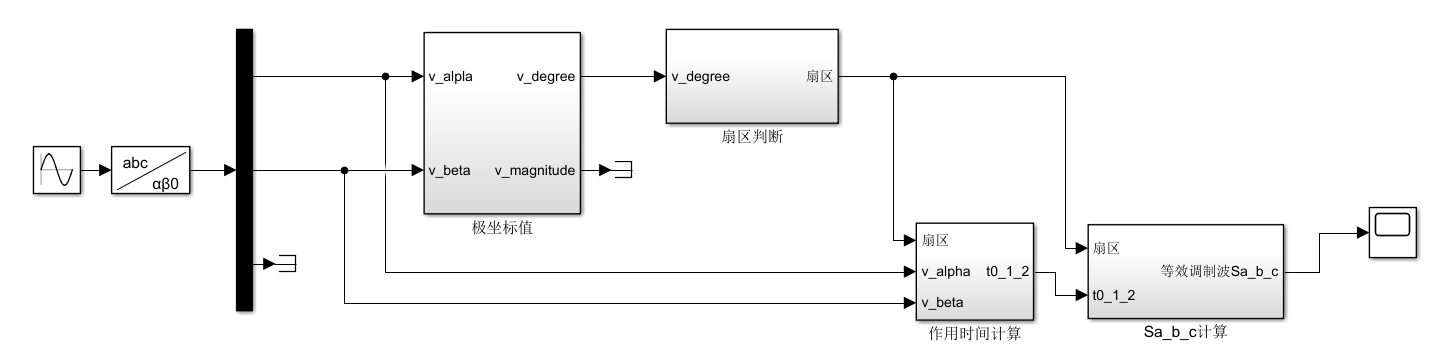 abc
αβ0
v_alpla
v_degree
v_beta
v_magnitude
极坐标值
v_degree
扇区
扇区判断
扇区
v_alpha
t0_1_2
v_beta
作用时间计算
扇区
等效调制波Sa_b_c
t0_1_2
Sa_b_c计算